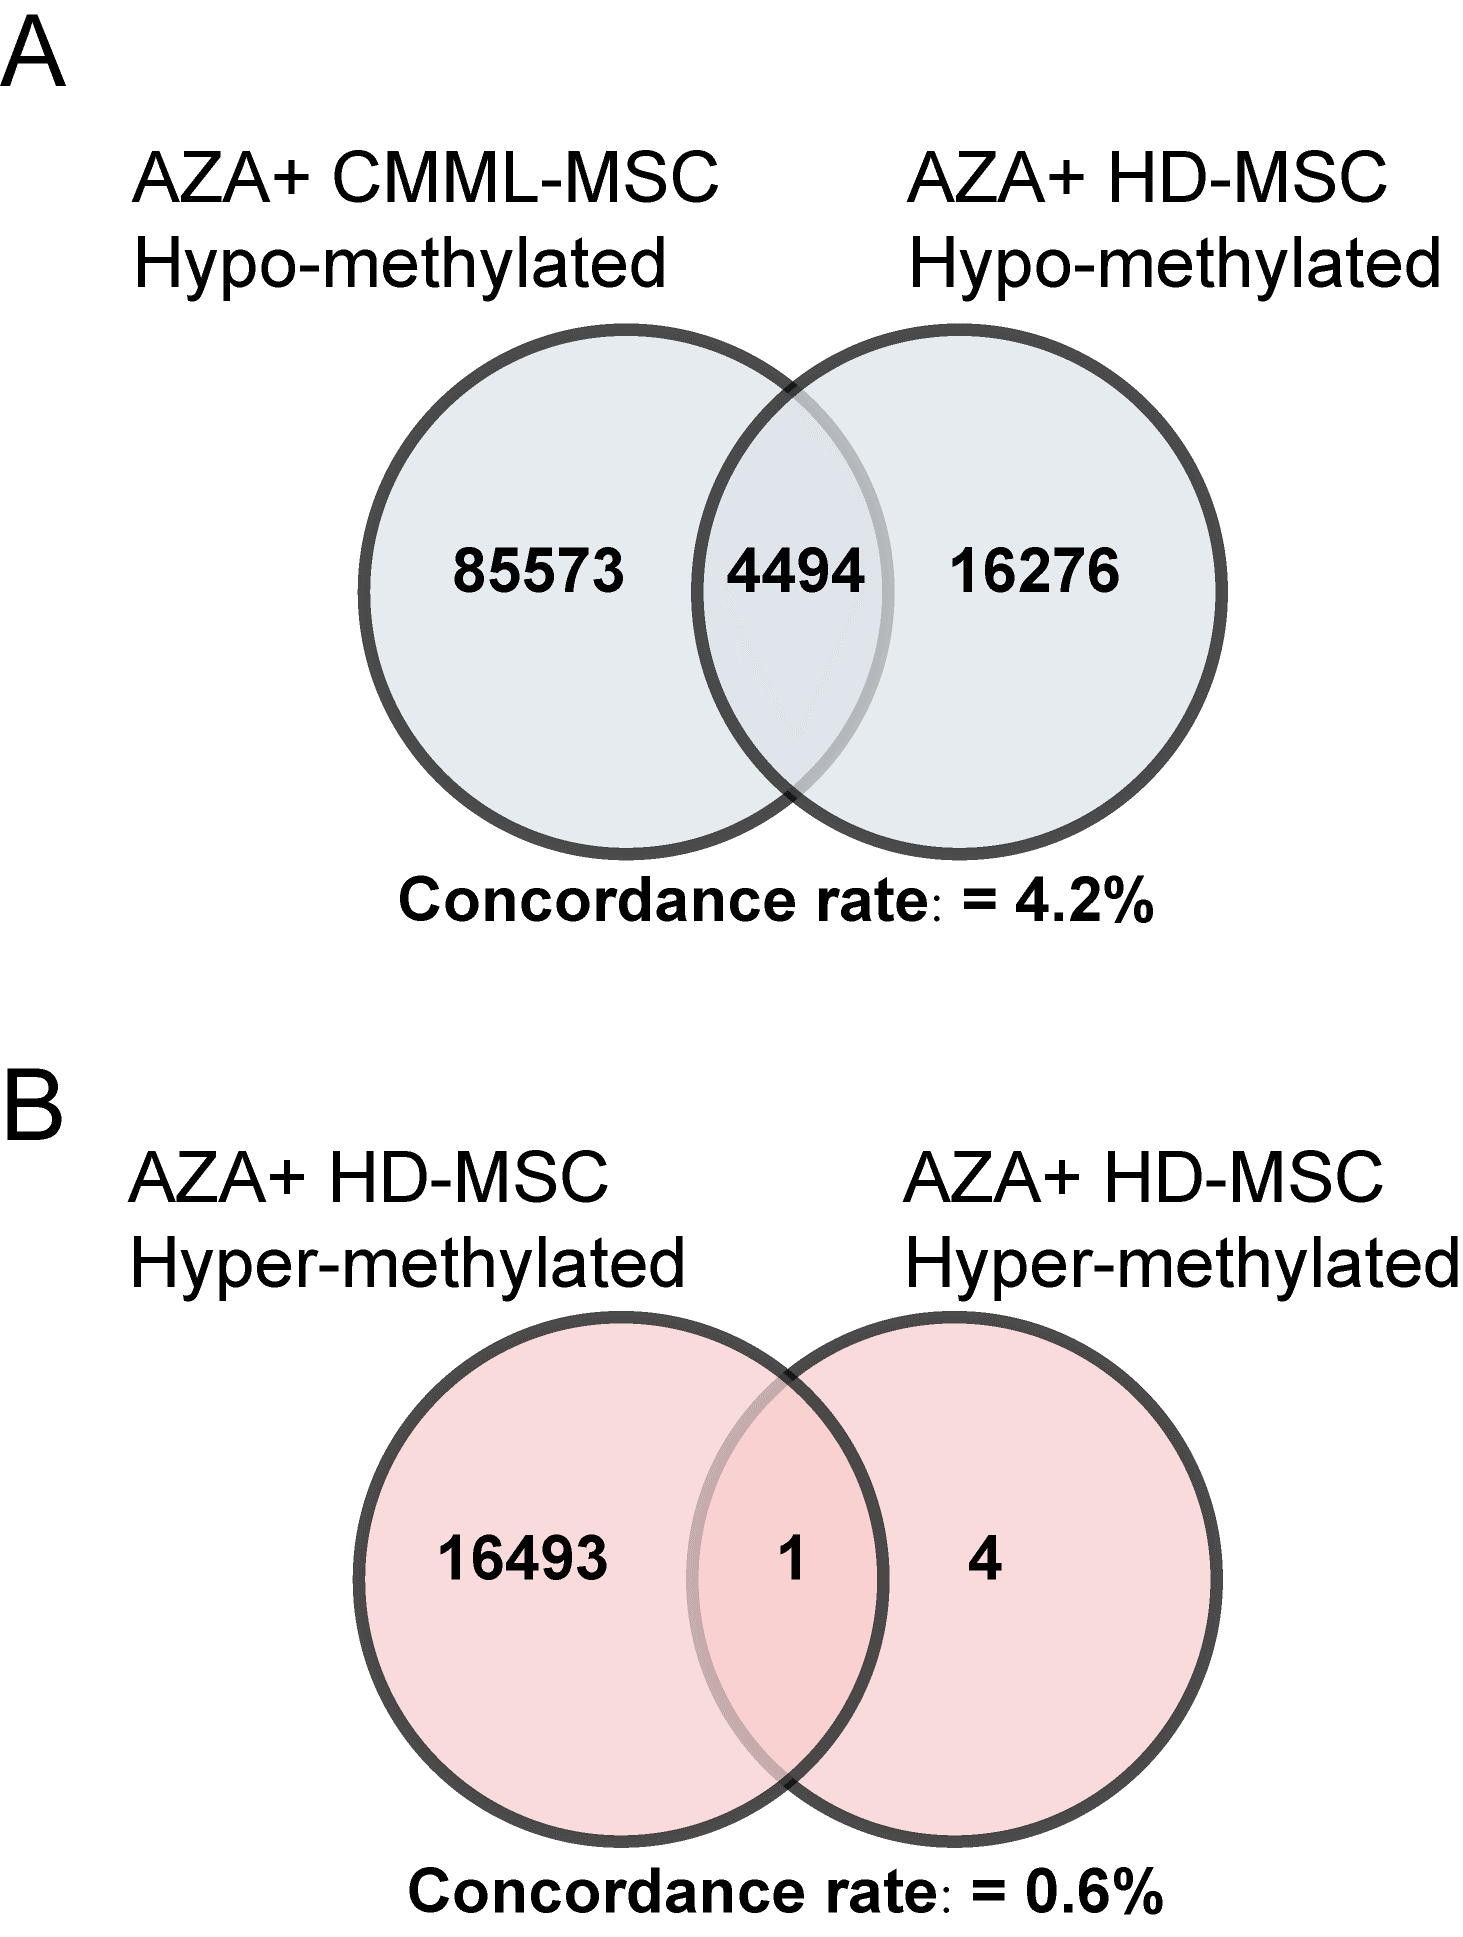 A
AZA+ CMML-MSC
Hypo-methylated
AZA+ HD-MSC
Hypo-methylated
85573
4494
16276
Concordance rate: = 4.2%
B
AZA+ HD-MSC
Hyper-methylated
AZA+ HD-MSC
Hyper-methylated
16493
1
4
Concordance rate: = 0.6%